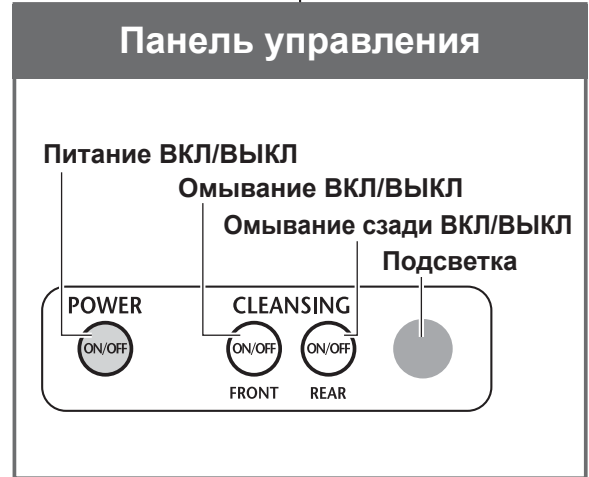 Панель управления
Питание ВКЛ/ВЫКЛ
Омывание ВКЛ/ВЫКЛ
Омывание сзади ВКЛ/ВЫКЛ
Подсветка
POWER CLEANSING
ON/OFF ON/OFF ON/OFF
FRONT REAR